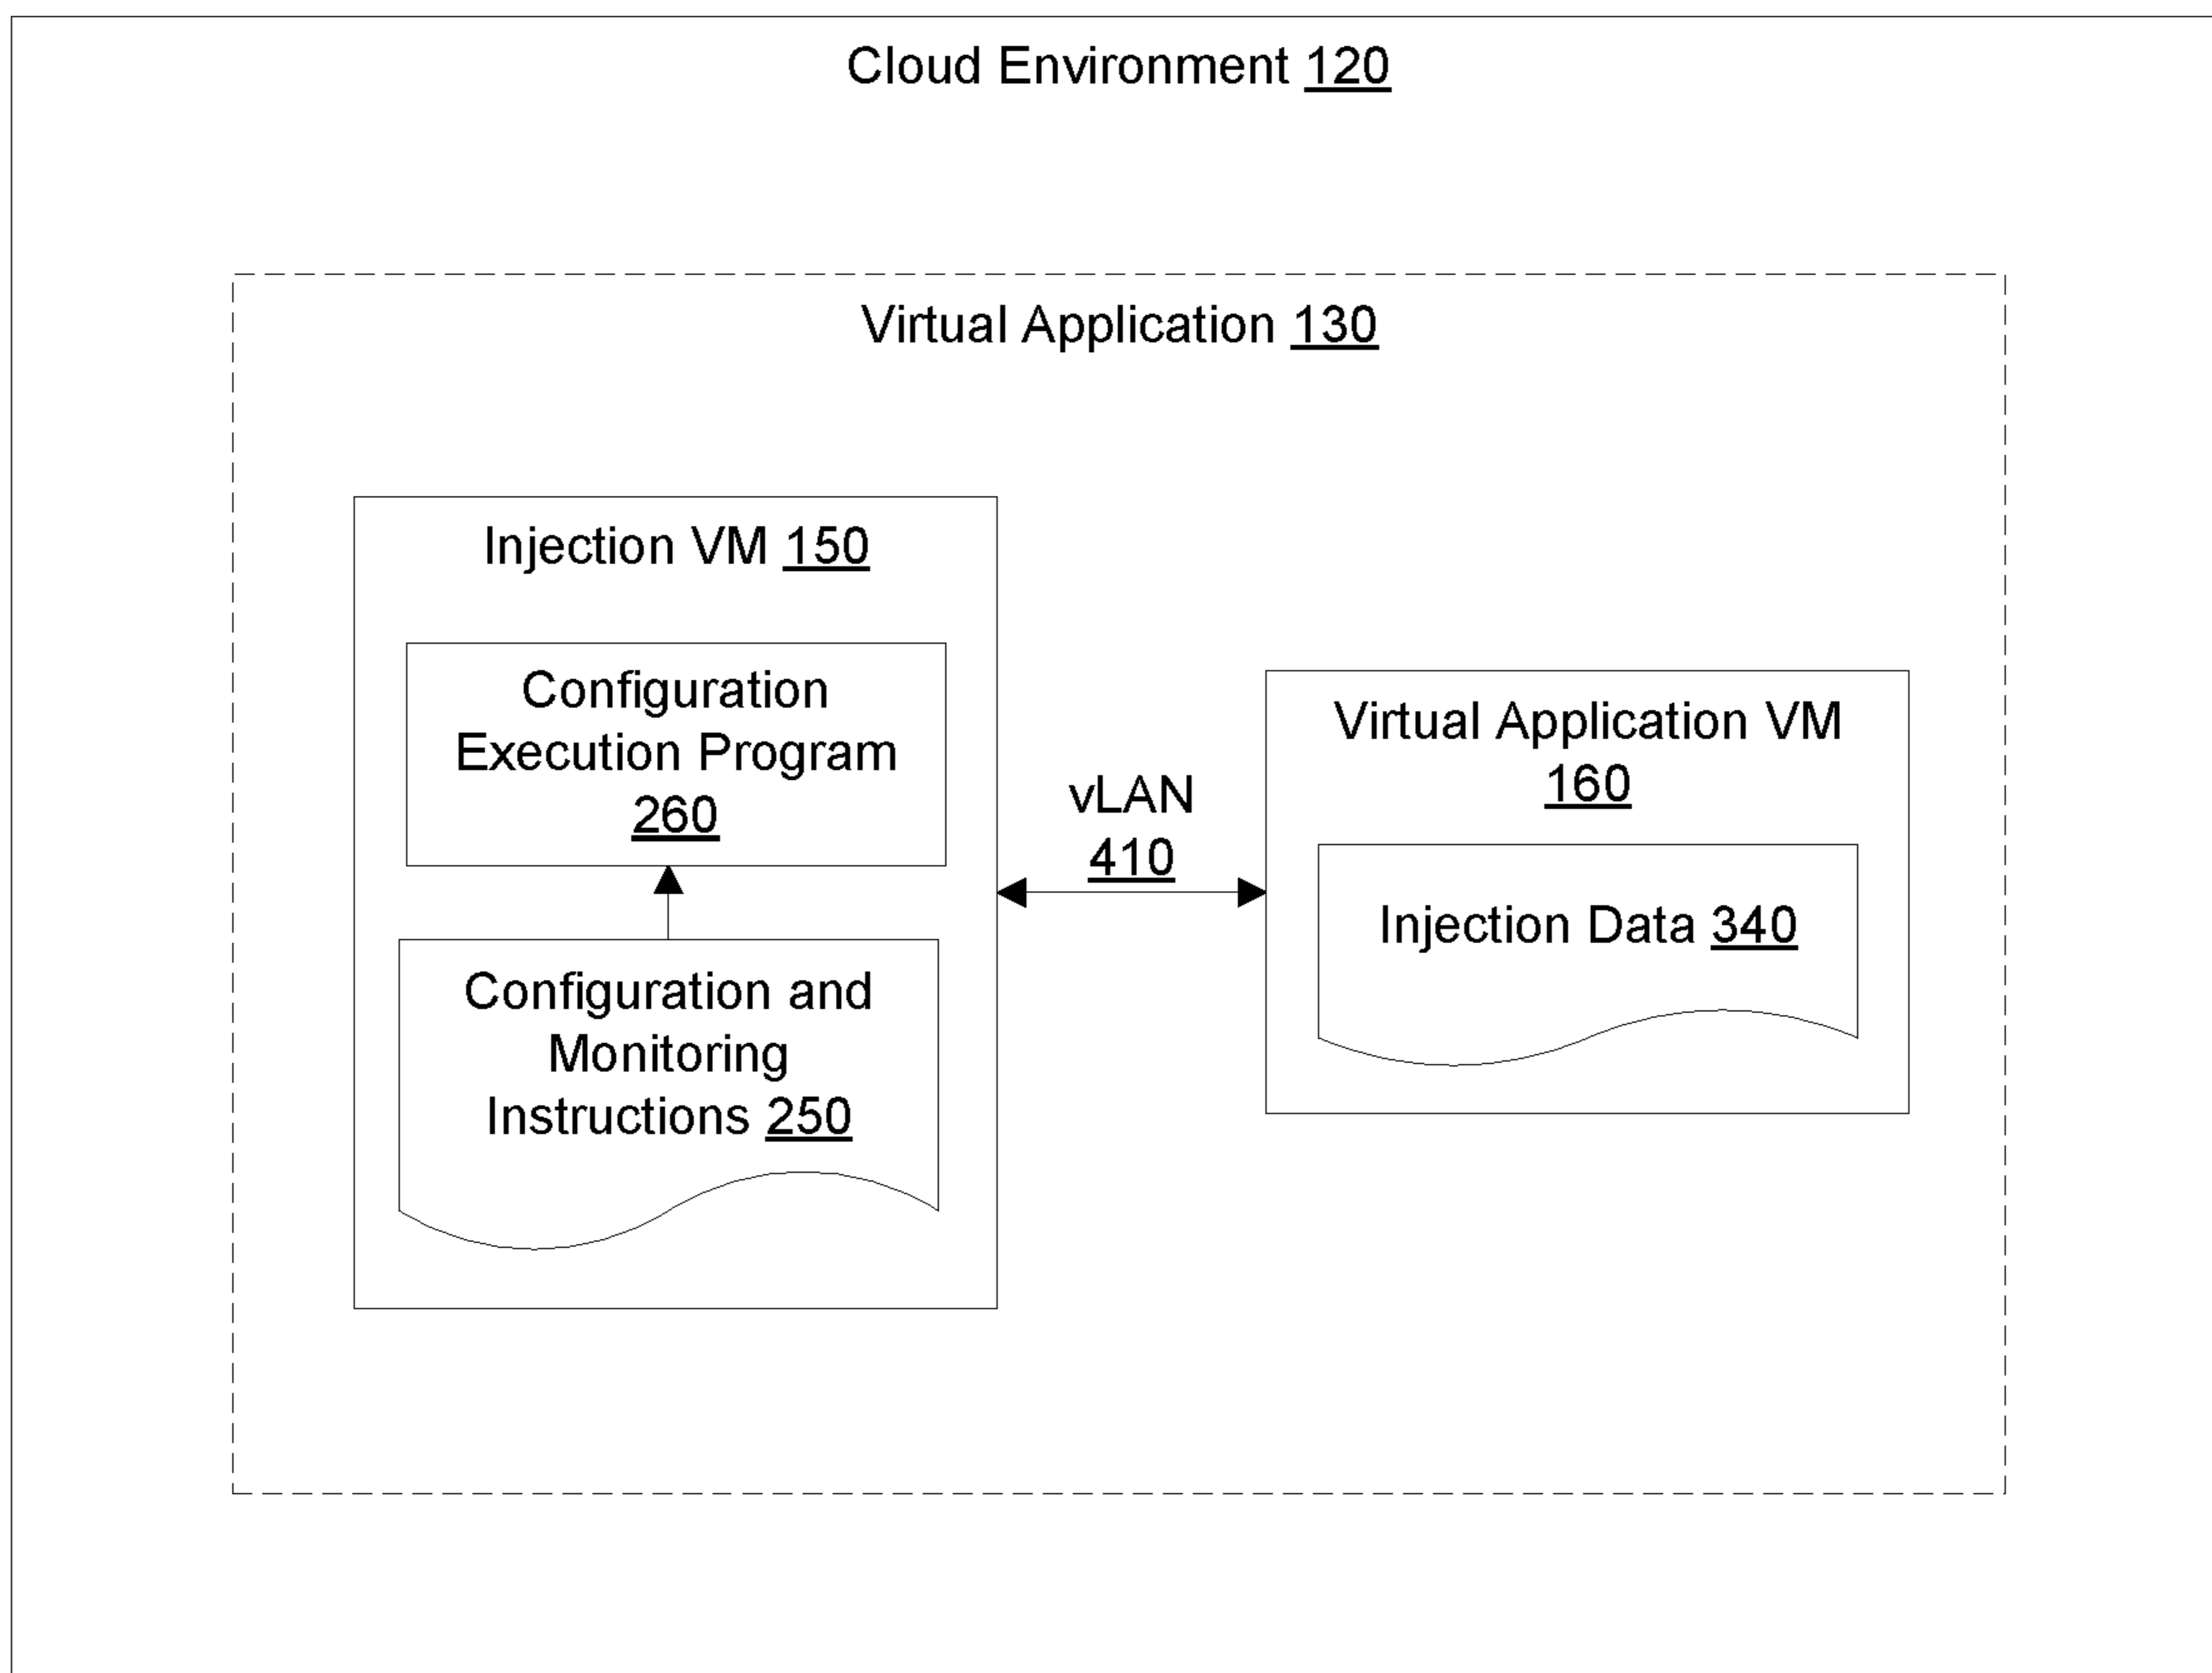 Cloud Environment 120
Virtual Application 130
Injection VM 150
Configuration
Execution Program
260
Configuration and
Monitoring
Instructions 250
vLAN
410
Virtual Application VM
160
Injection Data 340